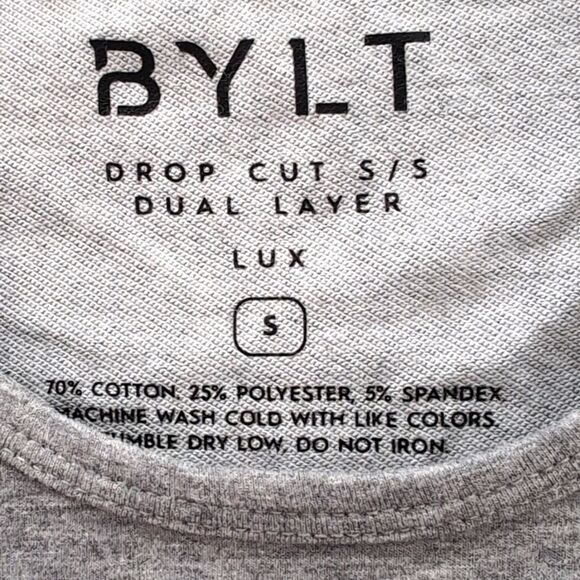 BYLT
DROP CUT S/S
DUAL LAYER
LUX
S
70% COTTON, 25% POLYESTER, 5% SPANDEX.
MACHINE WASH COLD WITH LIKE COLORS.
TUMBLE DRY LOW, DO NOT IRON.